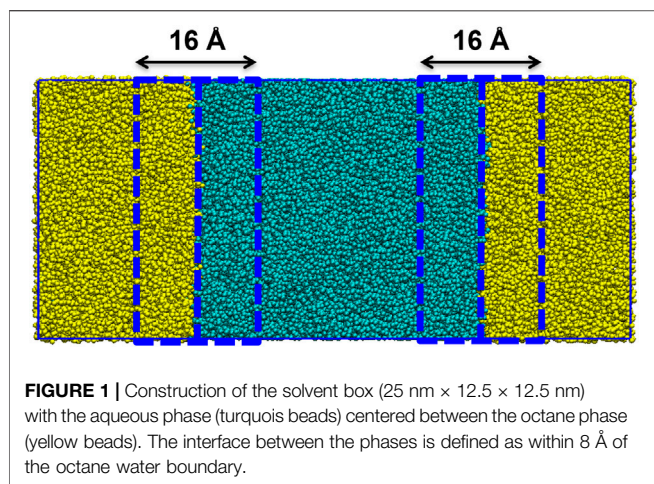 16 Å 16 Å
FIGURE 1 | Construction of the solvent box (25 nm × 12.5 × 12.5 nm)
with the aqueous phase (turquois beads) centered between the octane phase
(yellow beads). The interface between the phases is defined as within 8 Å of
the octane water boundary.